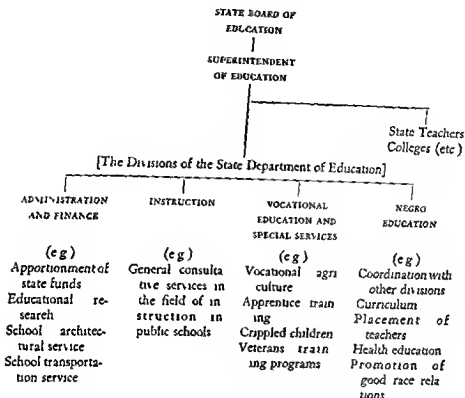 STATE BOARD OF
EDUCATION
SUPERINTENDENT
OF EDUCATION
State Teachers
Colleges (etc)
[The Divisions of the State Department of Education]
ADMINISTRATION
AND FINANCE
(e g)
Apportionment of
state funds
Educational re-
search
School architec-
tural service
School transporta-
tion service
INSTRUCTION
(e g)
General consulta
tive services in
the field of in
struction in
public schools
VOCATIONAL
EDUCATION AND
SPECIAL SERVICES
(e g)
Vocational agri
culture
Apprentice train
ing
Crippled children
Veterans train
ing programs
NEGRO
EDUCATION
(e g)
Coordination with
other divisions
Curriculum
Placement of
teachers
Health education
Promotion of
good race rela
tions